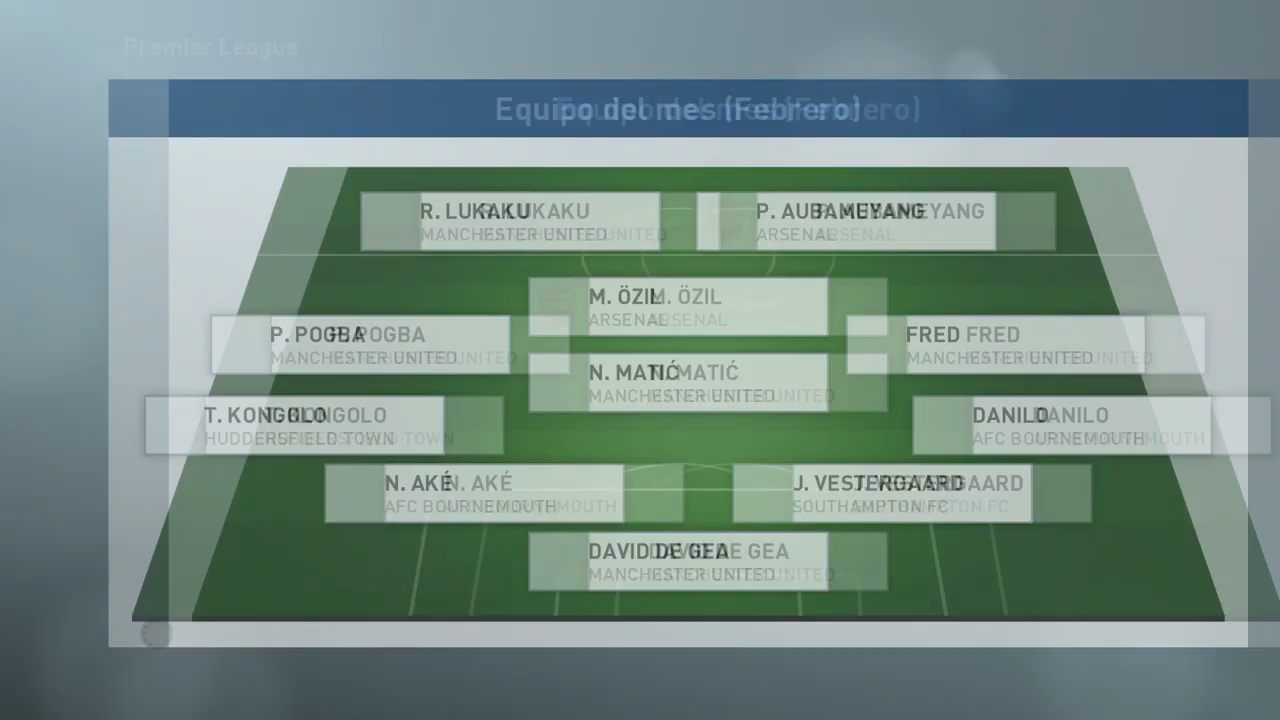 Premier League
Equipo del mes (Febrero)
R. LUKAKU
MANCHESTER UNITED
P. AUBAMEYANG
ARSENAL
M. ÖZIL
ARSENAL
P. POGBA
MANCHESTER UNITED
FRED
MANCHESTER UNITED
N. MATIĆ
MANCHESTER UNITED
T. KONGOLO
HUDDERSFIELD TOWN
DANILO
AFC BOURNEMOUTH
N. AKÉ
AFC BOURNEMOUTH
J. VESTERGAARD
SOUTHAMPTON FC
DAVID DE GEA
MANCHESTER UNITED